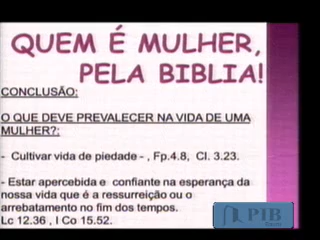 QUEM É MULHER,
PELA BIBLIA!
CONCLUSÃO:
O QUE DEVE PREVALECER NA VIDA DE UMA
MULHER?:
- Cultivar vida de piedade - , Fp.4.8, Cl. 3.23.
- Estar apercebida e confiante na esperança da
nossa vida que é a ressurreição ou o
arrebatamento no fim dos tempos.
Lc 12.36 , I Co 15.52.
PIB